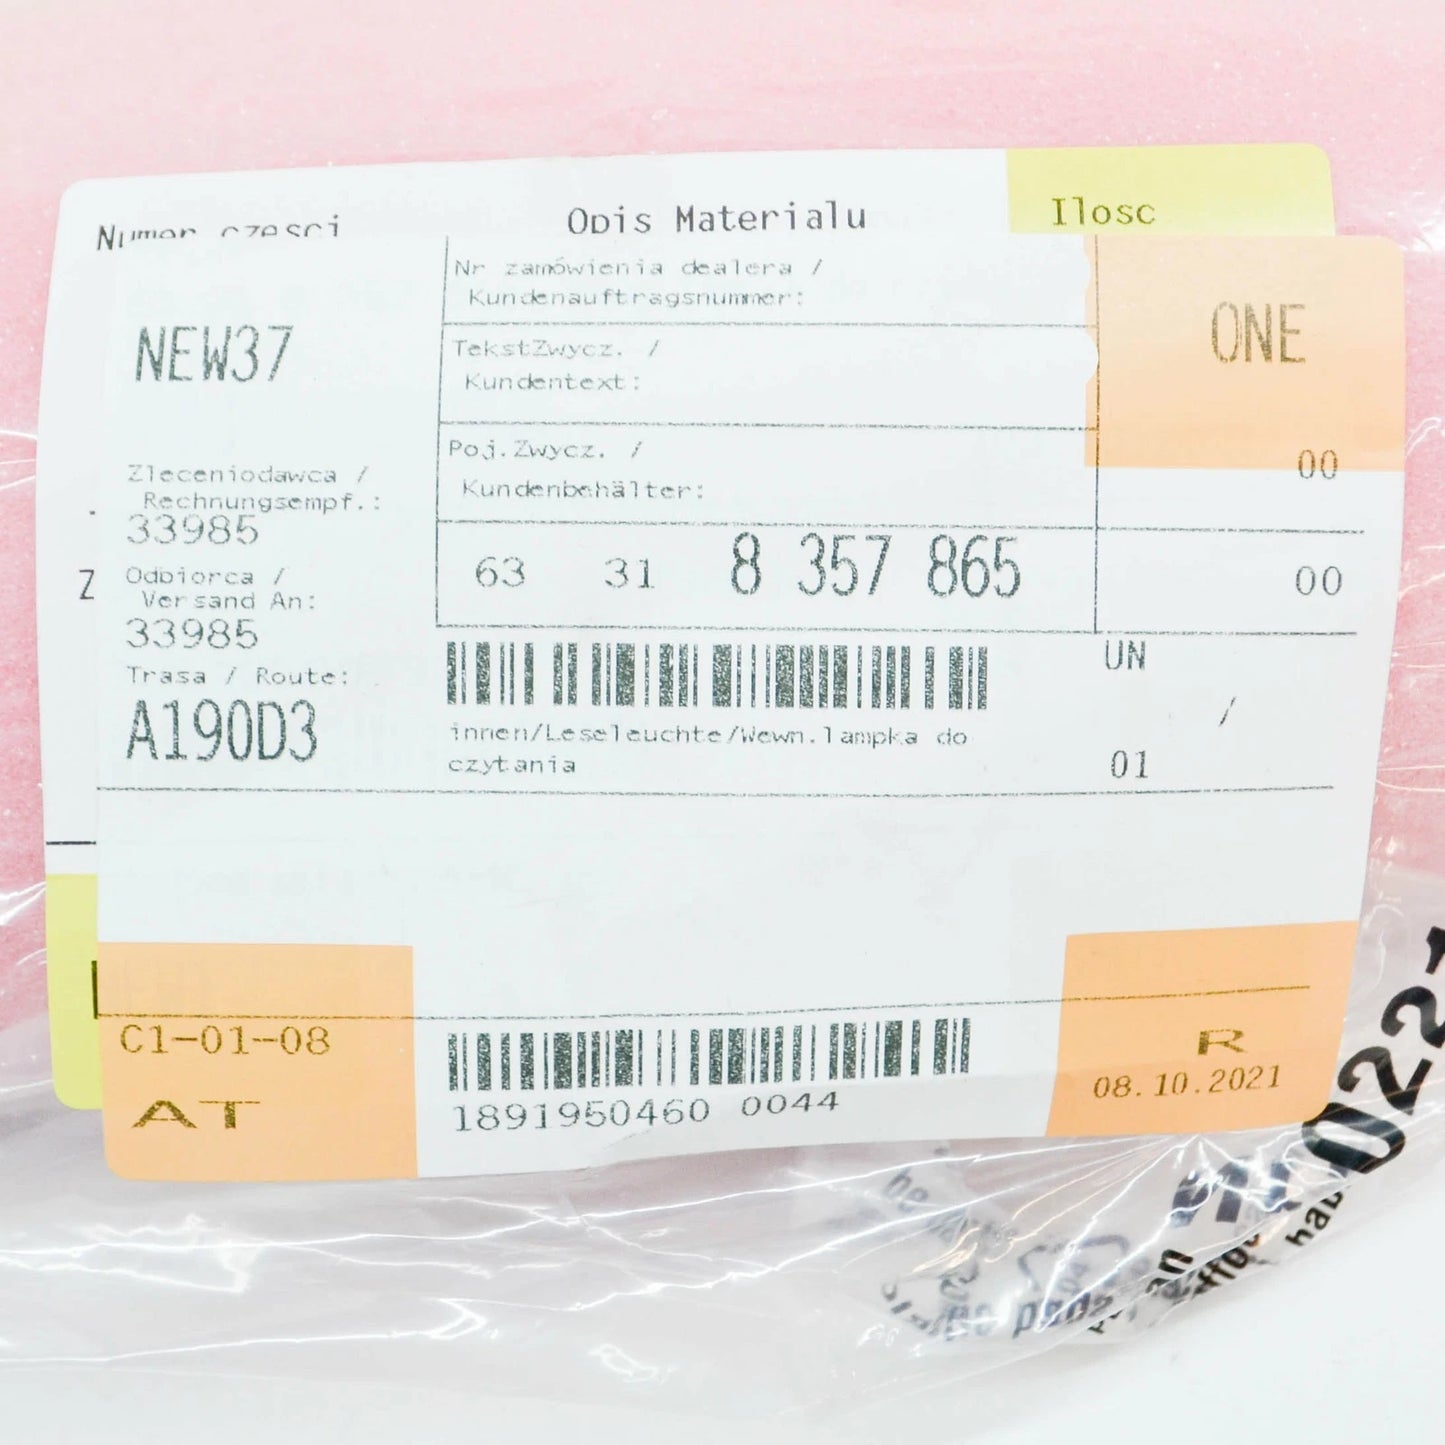 Numer czesci
Opis Materialu
Ilosc
NEW37
Nr zamówienia dealera /
Kundenauftragsnummer:
ONE
TekstZwycz. /
Kundentext:
Poj.Zwycz. /
Kundenbehälter:
00
Zleceniodawca /
Rechnungsempf.:
33985
63 31 8 357 865
00
Z
Odbiorca /
Versand An:
33985
UN
/
01
Trasa / Route:
A190D3
innen/Leseleuchte/Wewn.lampka do
czytania
C1-01-08
AT
1891950460 0044
R
08.10.2021